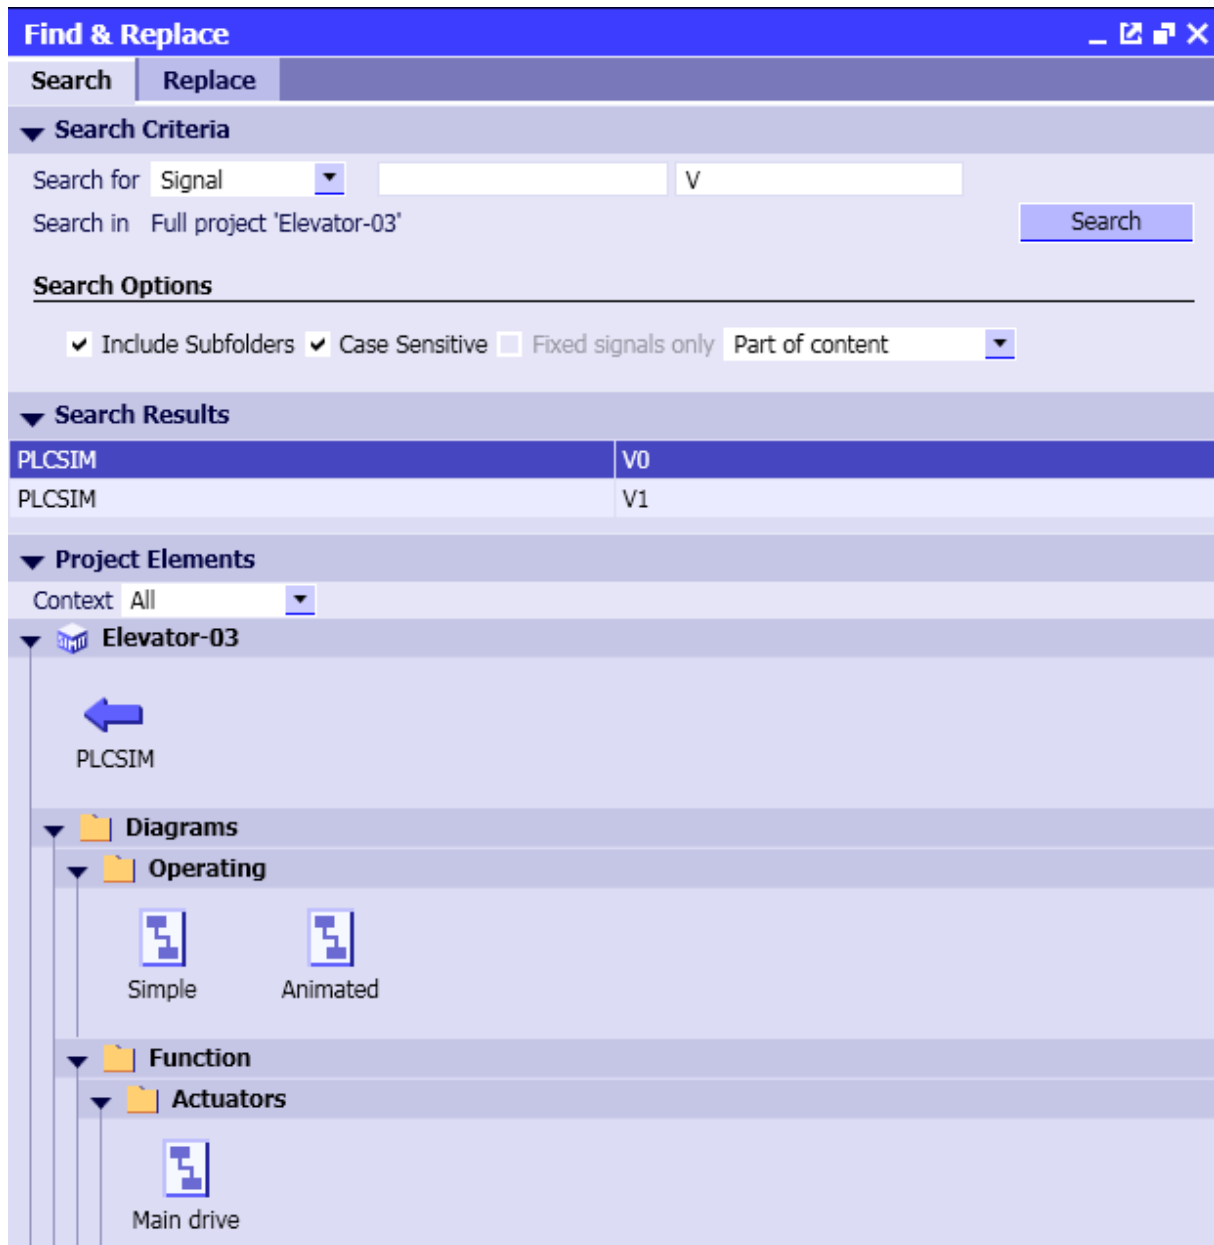 Find & Replace
Search Replace
Search Criteria
Search for Signal V
Search in Full project 'Elevator-03' Search
Search Options
Include Subfolders Case Sensitive Fixed signals only Part of content
Search Results
PLCSIM V0
PLCSIM V1
Project Elements
Context All
Elevator-03
PLCSIM
Diagrams
Operating
Simple Animated
Function
Actuators
Main drive